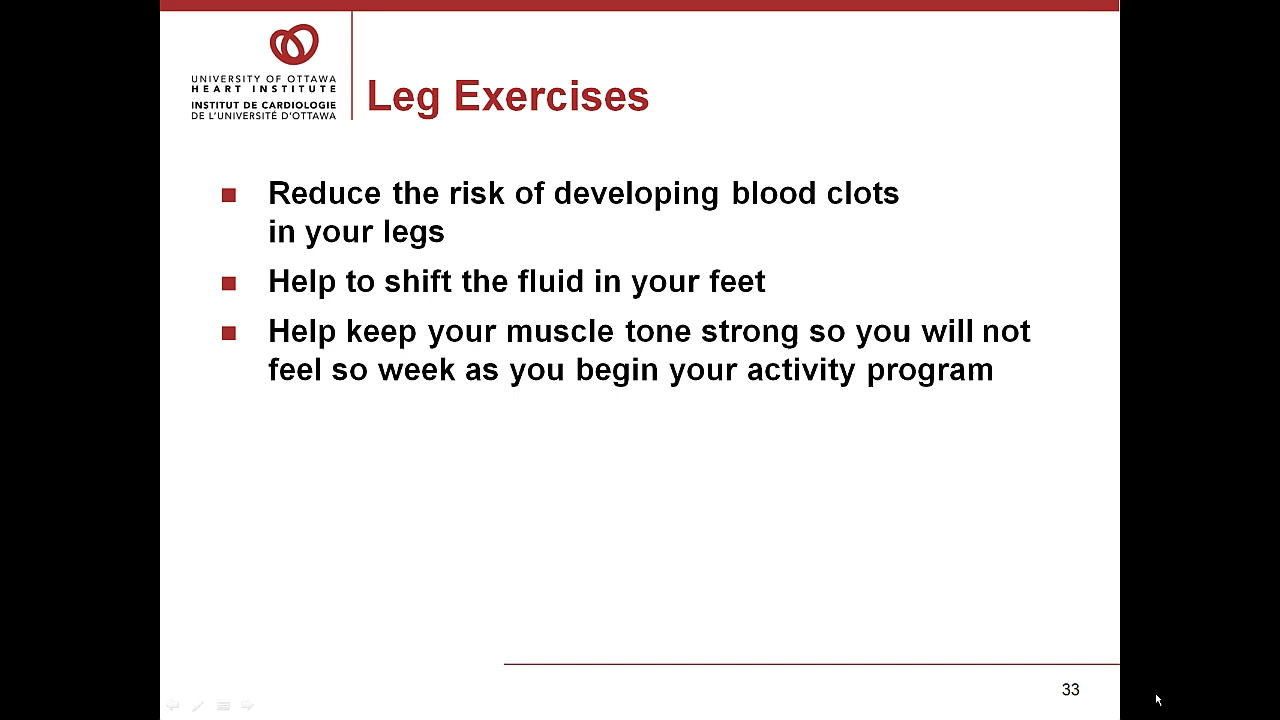 UNIVERSITY OF OTTAWA
HEART INSTITUTE
INSTITUT DE CARDIOLOGIE
DE L'UNIVERSITÉ D'OTTAWA
Leg Exercises
Reduce the risk of developing blood clots
in your legs
Help to shift the fluid in your feet
Help keep your muscle tone strong so you will not
feel so week as you begin your activity program
33